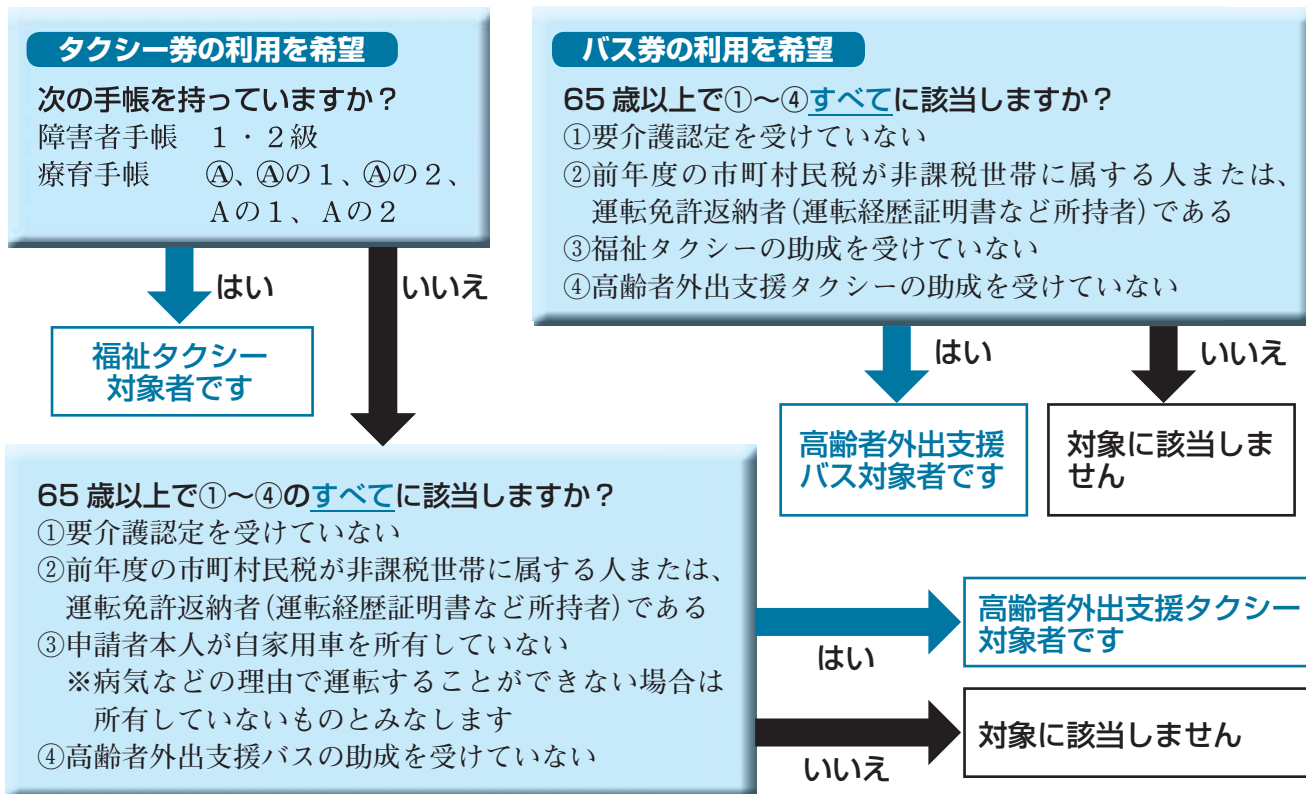 タクシー券の利用を希望
次の手帳を持っていますか？
障害者手帳　１・２級
療育手帳　Ⓐ、Ⓐの１、Ⓐの２、
Ａの１、Ａの２
はい
いいえ
福祉タクシー
対象者です
65歳以上で①～④のすべてに該当しますか？
①要介護認定を受けていない
②前年度の市町村民税が非課税世帯に属する人または、
運転免許返納者（運転経歴証明書など所持者）である
③申請者本人が自家用車を所有していない
※病気などの理由で運転することができない場合は
所有していないものとみなします
④高齢者外出支援バスの助成を受けていない
はい
高齢者外出支援タクシー
対象者です
いいえ
対象に該当しません
バス券の利用を希望
65歳以上で①～④すべてに該当しますか？
①要介護認定を受けていない
②前年度の市町村民税が非課税世帯に属する人または、
運転免許返納者（運転経歴証明書など所持者）である
③福祉タクシーの助成を受けていない
④高齢者外出支援タクシーの助成を受けていない
はい
いいえ
高齢者外出支援
バス対象者です
対象に該当しま
せん